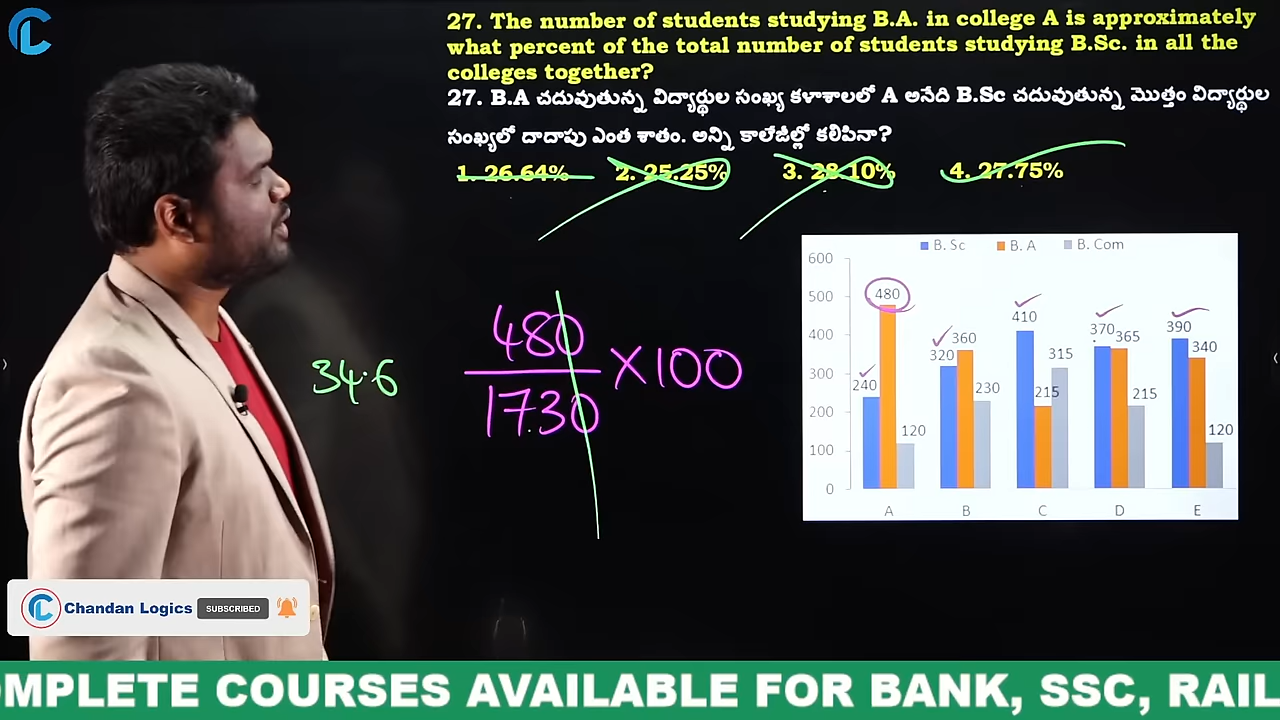 27. The number of students studying B.A. in college A is approximately
what percent of the total number of students studying B.Sc. in all the
colleges together?
27. B.A చదువుతున్న విద్యార్థుల సంఖ్య కళాశాలలో A అనేది B.Sc చదువుతున్న మొత్తం విద్యార్థుల
సంఖ్యలో దాదాపు ఎంత శాతం. అన్ని కాలేజీల్లో కలిపినా?
1. 26.64% 2. 25.25% 3. 28.10% 4. 27.75%
B. Sc B. A B. Com
600
500
400
300
200
100
0
240 480 120
320 360 230
410 215 315
370 365 215
390 340 120
A B C D E
480
1730
X100
34.6
Chandan Logics SUBSCRIBED
OMPLETE COURSES AVAILABLE FOR BANK, SSC, RAIL